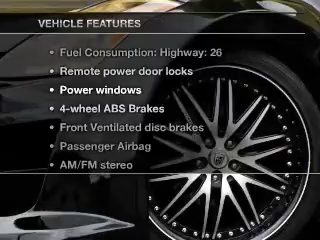 VEHICLE FEATURES
• Fuel Consumption: Highway: 26
• Remote power door locks
• Power windows
• 4-wheel ABS Brakes
• Front Ventilated disc brakes
• Passenger Airbag
• AM/FM stereo